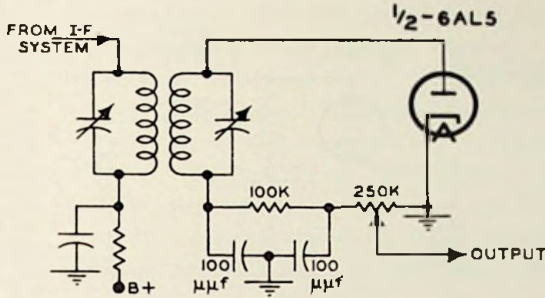 1/2-6AL5
FROM I-F
SYSTEM
100K
250K
100
μμf
100
μμf
OUTPUT
B+